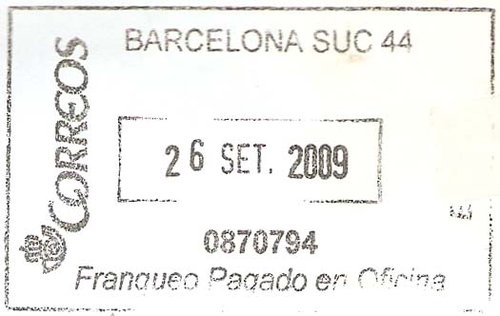 BARCELONA SUC 44
CORREOS
26 SET. 2009
0870794
Franqueo Pagado en Oficina